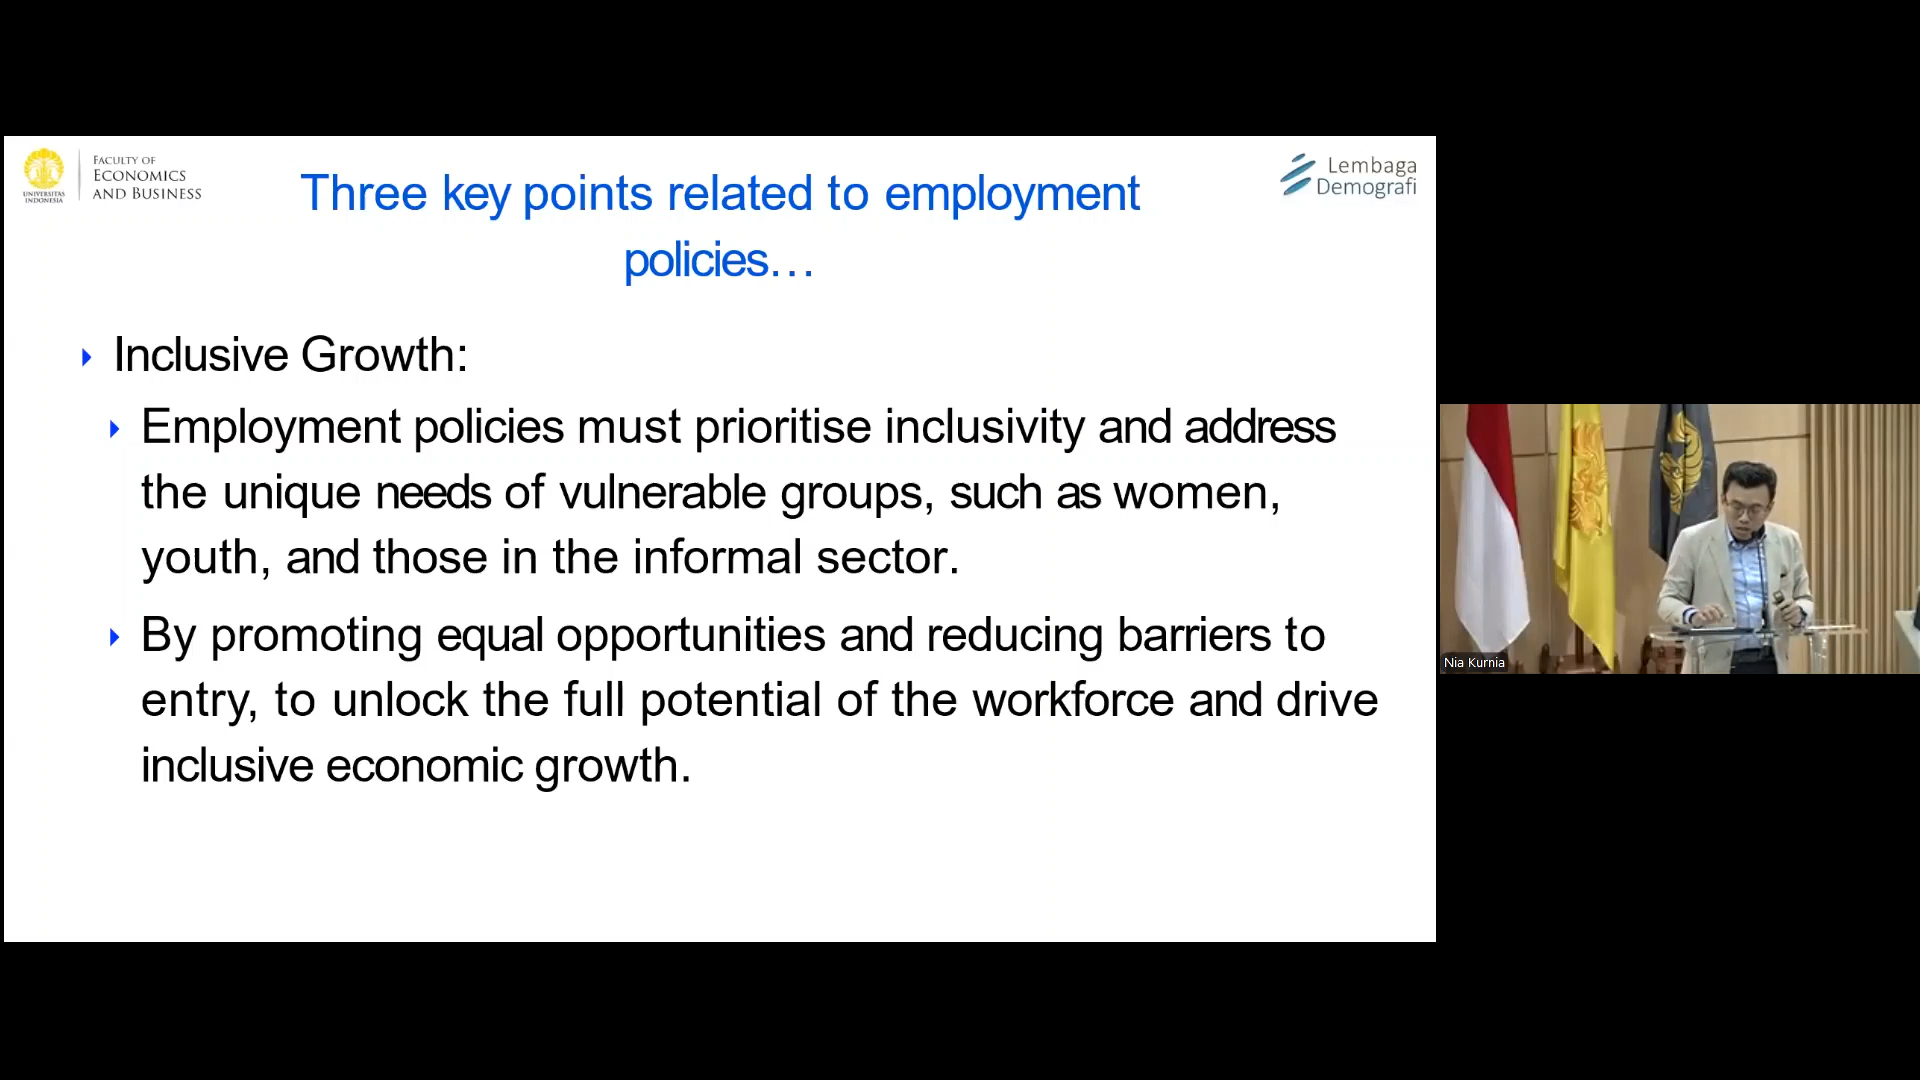 UNIVERSITAS
INDONESIA
FACULTY OF
ECONOMICS
AND BUSINESS
Three key points related to employment
policies…
Lembaga
Demografi
Inclusive Growth:
Employment policies must prioritise inclusivity and address
the unique needs of vulnerable groups, such as women,
youth, and those in the informal sector.
By promoting equal opportunities and reducing barriers to
entry, to unlock the full potential of the workforce and drive
inclusive economic growth.
Nia Kurnia